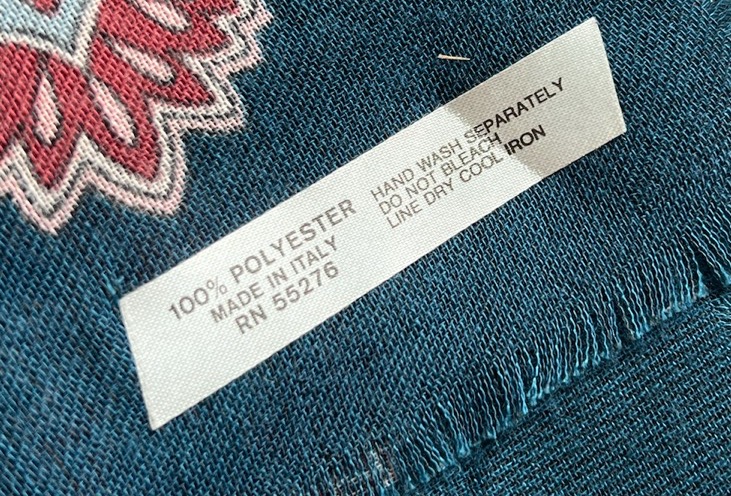 100% POLYESTER
MADE IN ITALY
RN 55276
HAND WASH SEPARATELY
DO NOT BLEACH
LINE DRY COOL IRON